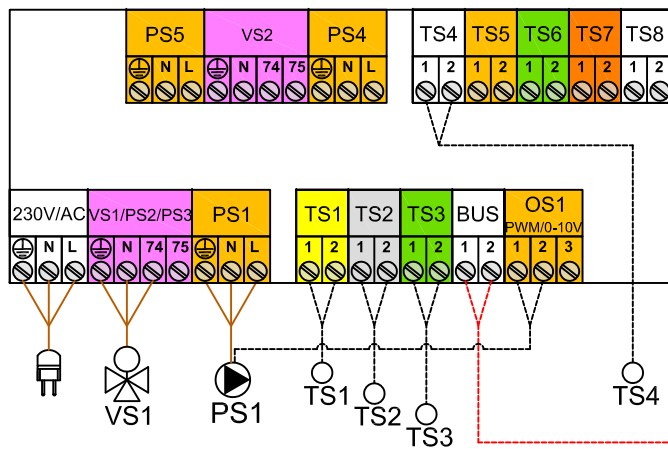 PS5 VS2 PS4 TS4 TS5 TS6 TS7 TS8
N L N 74 75 N L 1 2 1 2 1 2 1 2 1 2
230V/AC VS1/PS2/PS3 PS1 TS1 TS2 TS3 BUS OS1
PWM/0-10V
N L N 74 75 N L 1 2 1 2 1 2 1 2 1 2 3
VS1 PS1 TS1 TS2 TS3 TS4